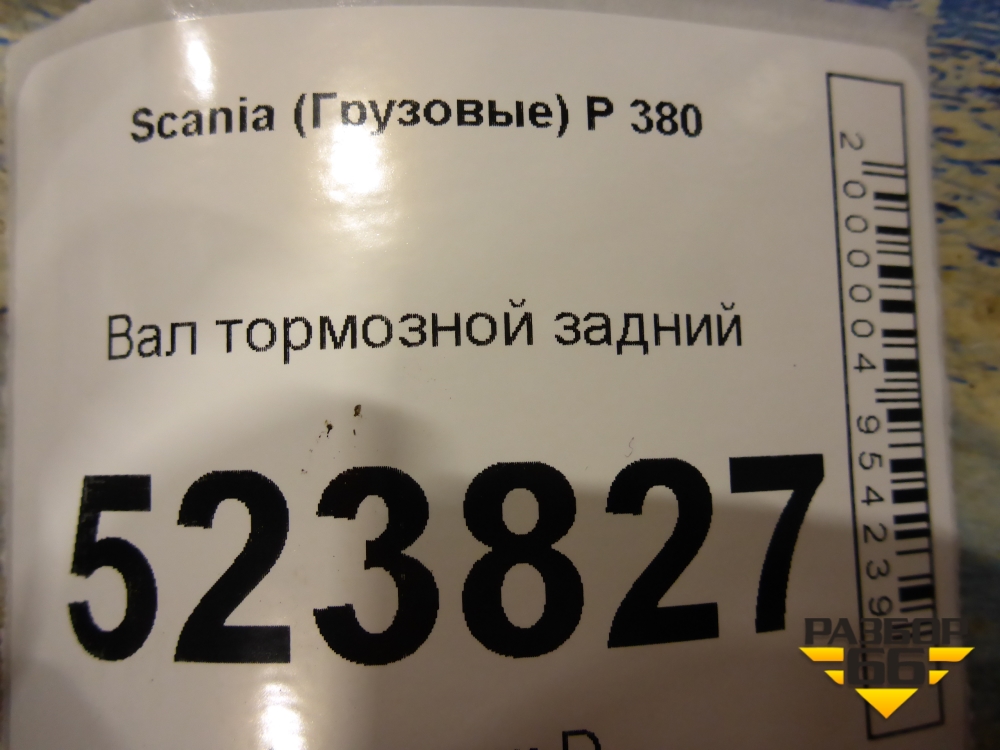 Scania (Грузовые) P 380
Вал тормозной задний
523827
2000004954239
РАЗБОР
66